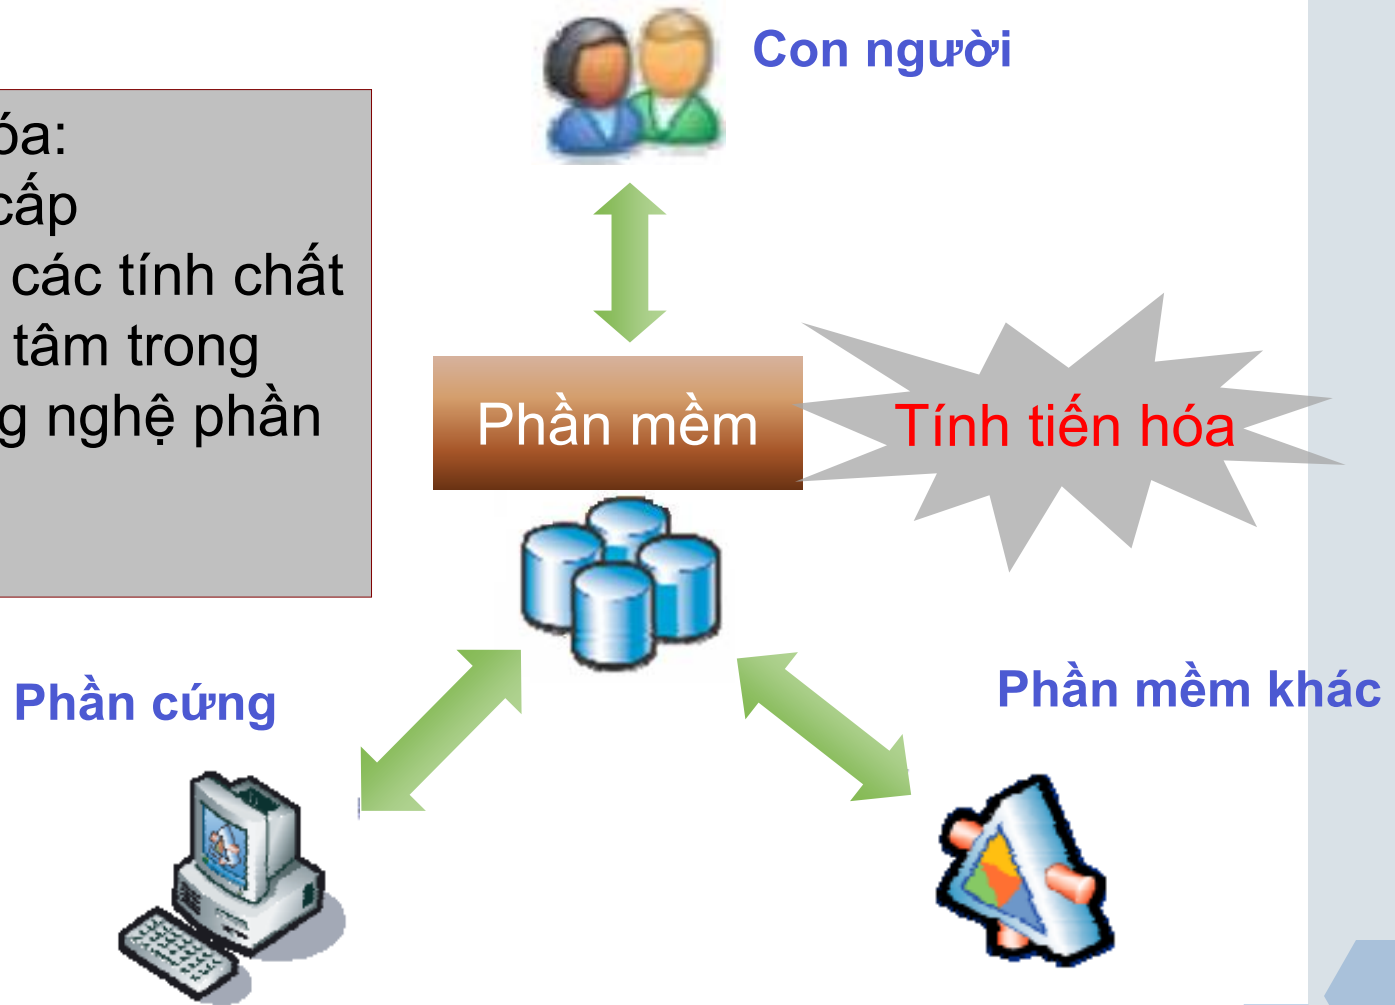 Con người
óa:
cấp
các tính chất
tâm trong
g nghệ phần
Phần mềm
Tính tiến hóa
Phần cứng
Phần mềm khác